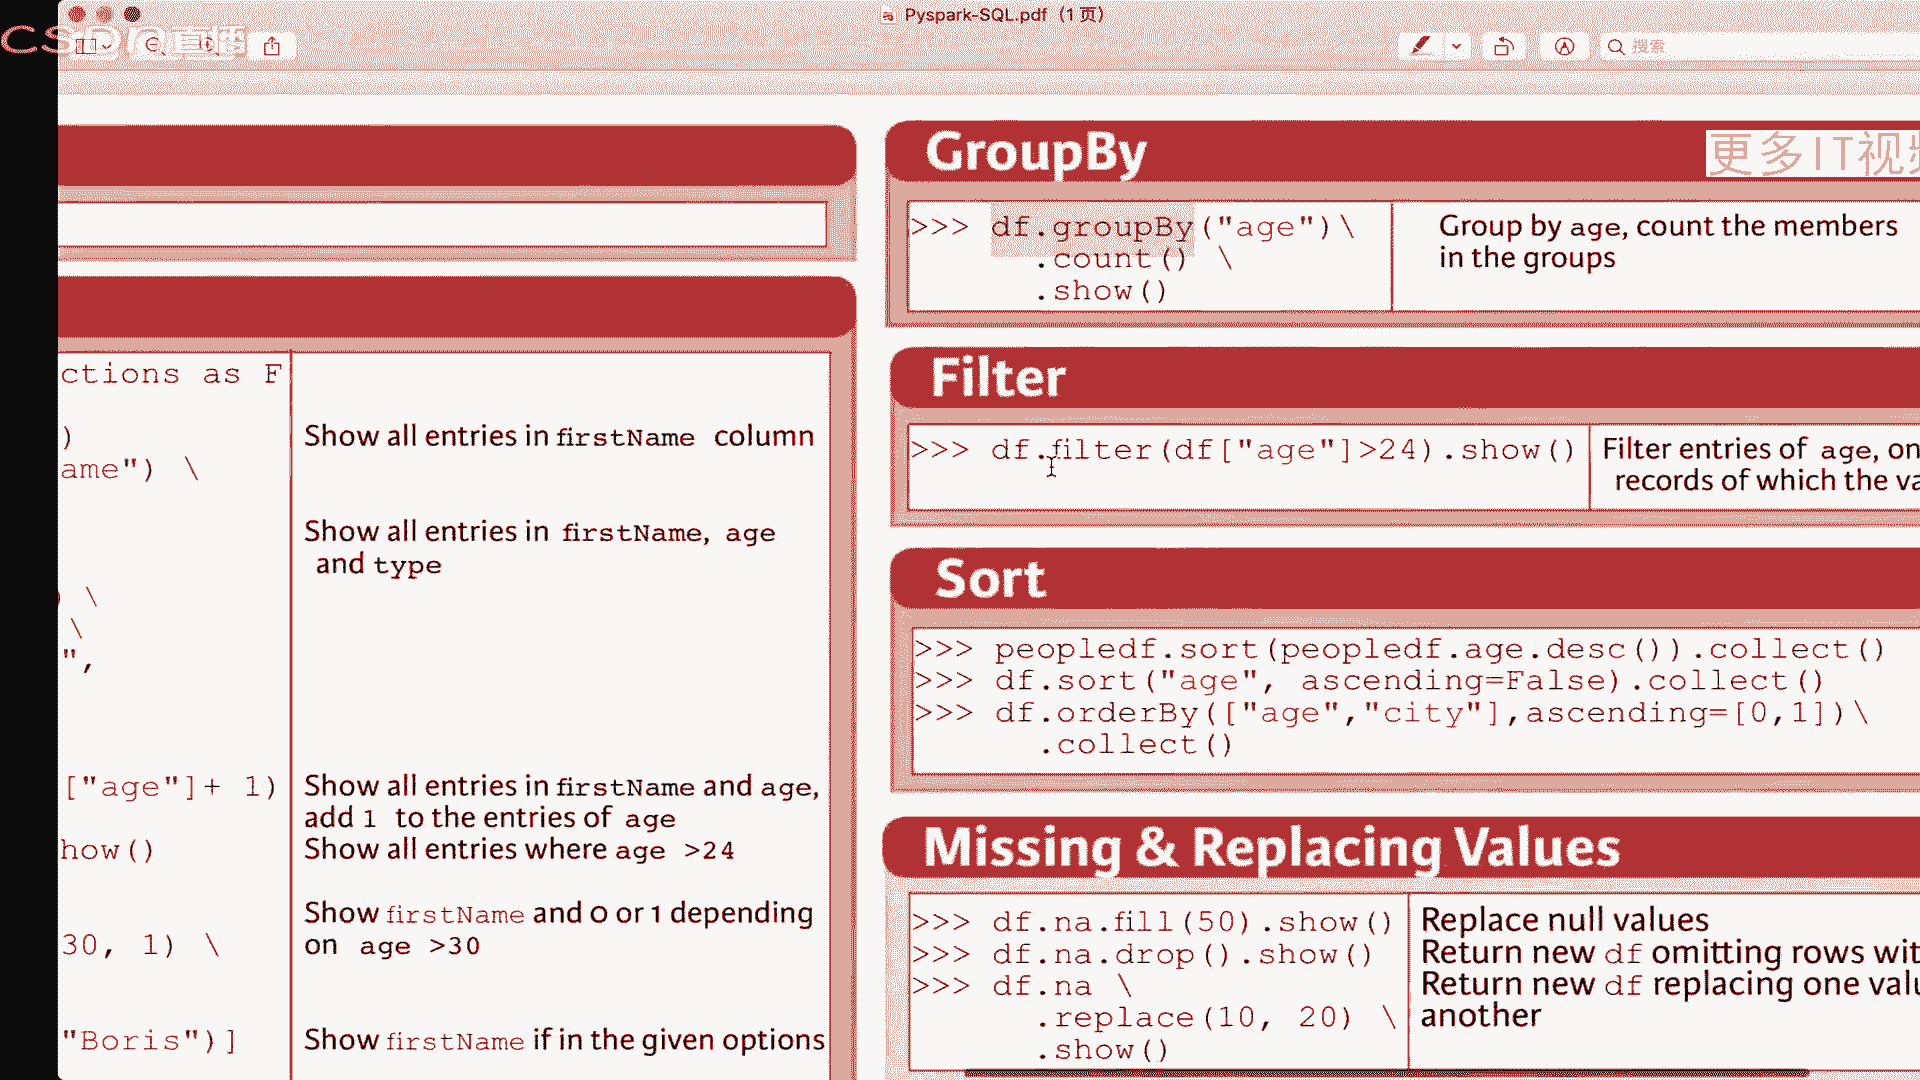 Pyspark-SQL.pdf（1 页）
CSDN直播
搜索
更多IT视
ctions as F
)
ame") \
\
\
",
["age"]+ 1)
how()
30, 1) \
"Boris")]
Show all entries in firstName column
Show all entries in firstName, age
and type
Show all entries in firstName and age,
add 1 to the entries of age
Show all entries where age >24
Show firstName and 0 or 1 depending
on age >30
Show firstName if in the given options
GroupBy
>>> df.groupBy("age")\
.count() \
.show()
Group by age, count the members
in the groups
Filter
>>> df.filter(df["age"]>24).show()
Filter entries of age, on
records of which the va
Sort
>>> peopledf.sort(peopledf.age.desc()).collect()
>>> df.sort("age", ascending=False).collect()
>>> df.orderBy(["age","city"],ascending=[0,1])\
.collect()
Missing & Replacing Values
>>> df.na.fill(50).show()
>>> df.na.drop().show()
>>> df.na \
.replace(10, 20) \
.show()
Replace null values
Return new df omitting rows wit
Return new df replacing one valu
another